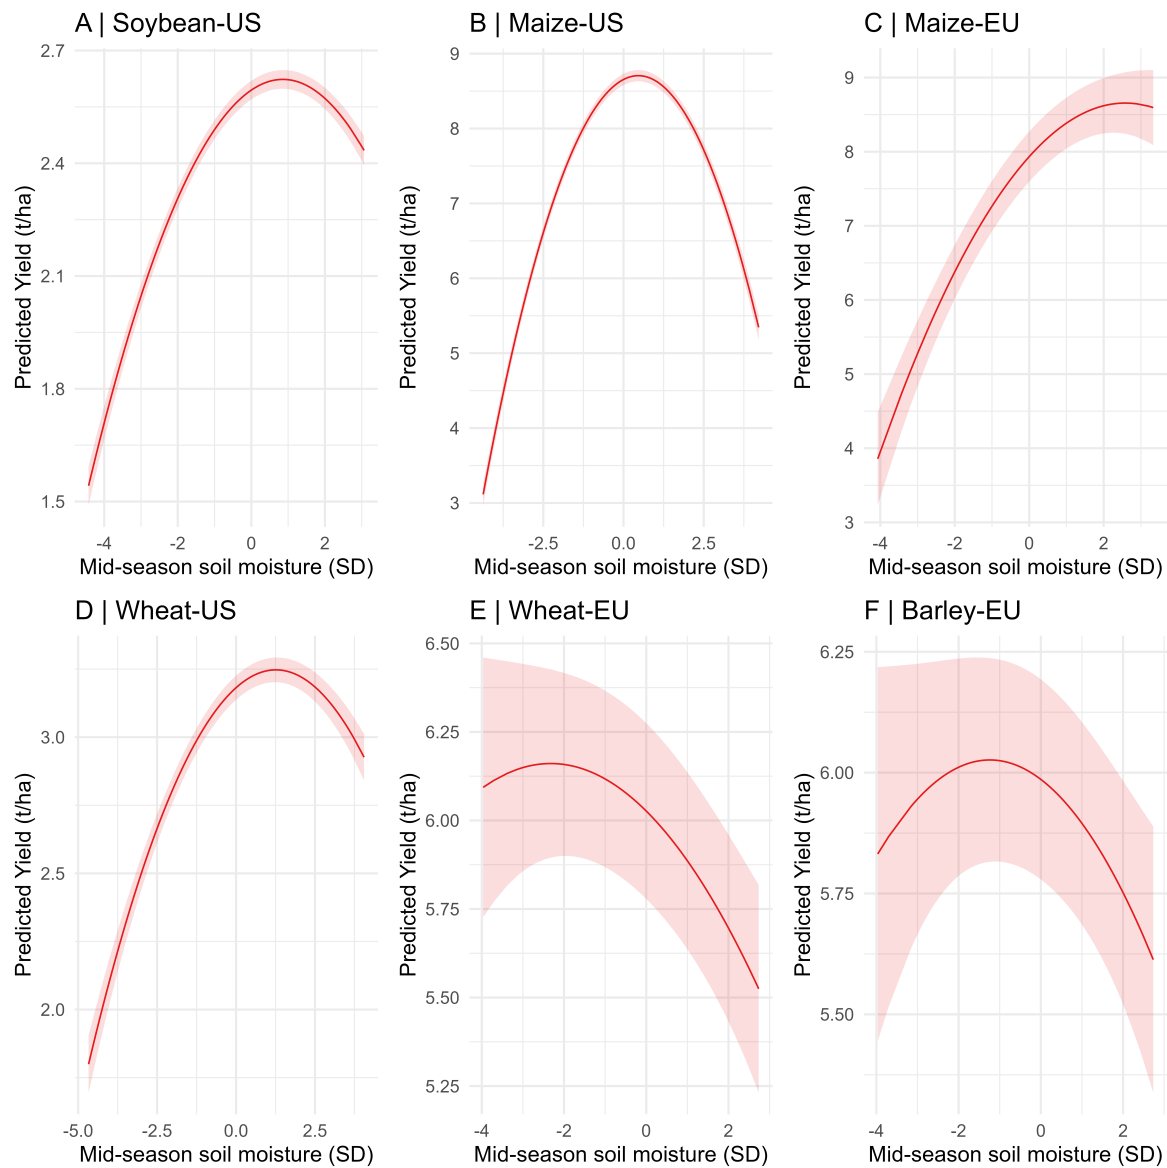 A | Soybean-US
B | Maize-US
C | Maize-EU
Predicted Yield (t/ha)
2.7
2.4
2.1
1.8
1.5
-4 -2 0 2
Mid-season soil moisture (SD)
Predicted Yield (t/ha)
9
8
7
6
5
4
3
-2.5 0.0 2.5
Mid-season soil moisture (SD)
Predicted Yield (t/ha)
9
8
7
6
5
4
3
-4 -2 0 2
Mid-season soil moisture (SD)
D | Wheat-US
E | Wheat-EU
F | Barley-EU
Predicted Yield (t/ha)
3.0
2.5
2.0
-5.0 -2.5 0.0 2.5
Mid-season soil moisture (SD)
Predicted Yield (t/ha)
6.50
6.25
6.00
5.75
5.50
5.25
-4 -2 0 2
Mid-season soil moisture (SD)
Predicted Yield (t/ha)
6.25
6.00
5.75
5.50
-4 -2 0 2
Mid-season soil moisture (SD)